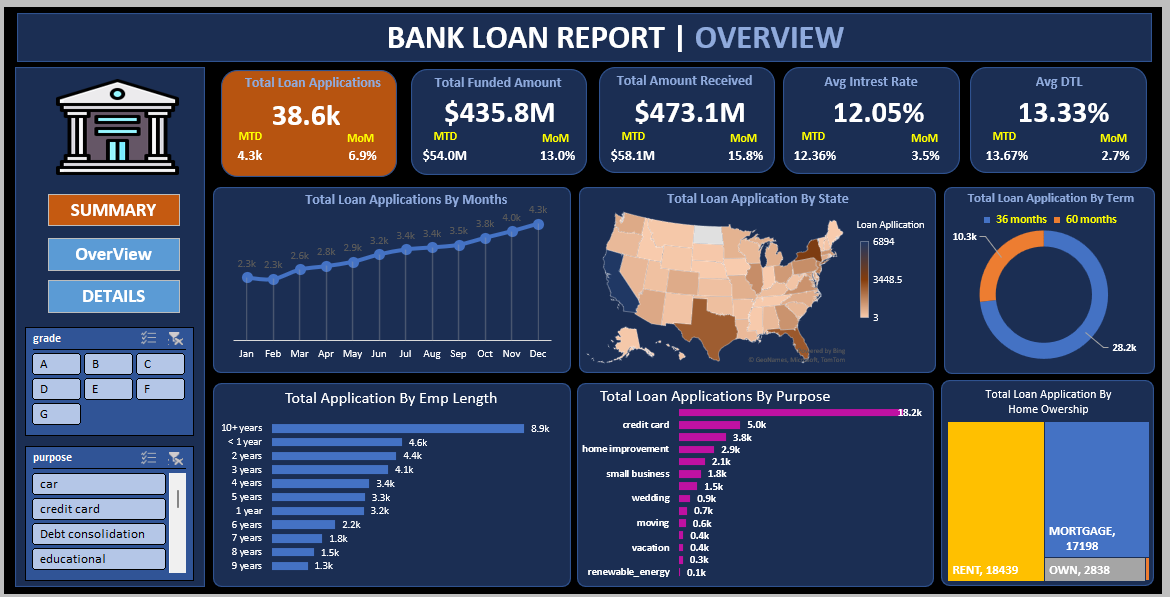 BANK LOAN REPORT | OVERVIEW
SUMMARY
OverView
DETAILS
grade
A B C
D E F
G
purpose
car
credit card
Debt consolidation
educational
Total Loan Applications
38.6k
MTD MoM
4.3k 6.9%
Total Funded Amount
$435.8M
MTD MoM
$54.0M 13.0%
Total Amount Received
$473.1M
MTD MoM
$58.1M 15.8%
Avg Intrest Rate
12.05%
MTD MoM
12.36% 3.5%
Avg DTL
13.33%
MTD MoM
13.67% 2.7%
Total Loan Applications By Months
2.3k 2.3k 2.6k 2.8k 2.9k 3.2k 3.4k 3.4k 3.5k 3.8k 4.0k 4.3k
Jan Feb Mar Apr May Jun Jul Aug Sep Oct Nov Dec
Total Loan Application By State
Loan Apllication
6894
3448.5
3
by Bing
© GeoNames, Microsoft, TomTom
Total Loan Application By Term
36 months 60 months
10.3k
28.2k
Total Application By Emp Length
10+ years 8.9k
< 1 year 4.6k
2 years 4.4k
3 years 4.1k
4 years 3.4k
5 years 3.3k
1 year 3.2k
6 years 2.2k
7 years 1.8k
8 years 1.5k
9 years 1.3k
Total Loan Applications By Purpose
18.2k
credit card 5.0k
3.8k
home improvement 2.9k
2.1k
small business 1.8k
1.5k
wedding 0.9k
0.7k
moving 0.6k
0.4k
vacation 0.4k
0.3k
renewable_energy 0.1k
Total Loan Application By
Home Owership
RENT, 18439
MORTGAGE,
17198
OWN, 2838